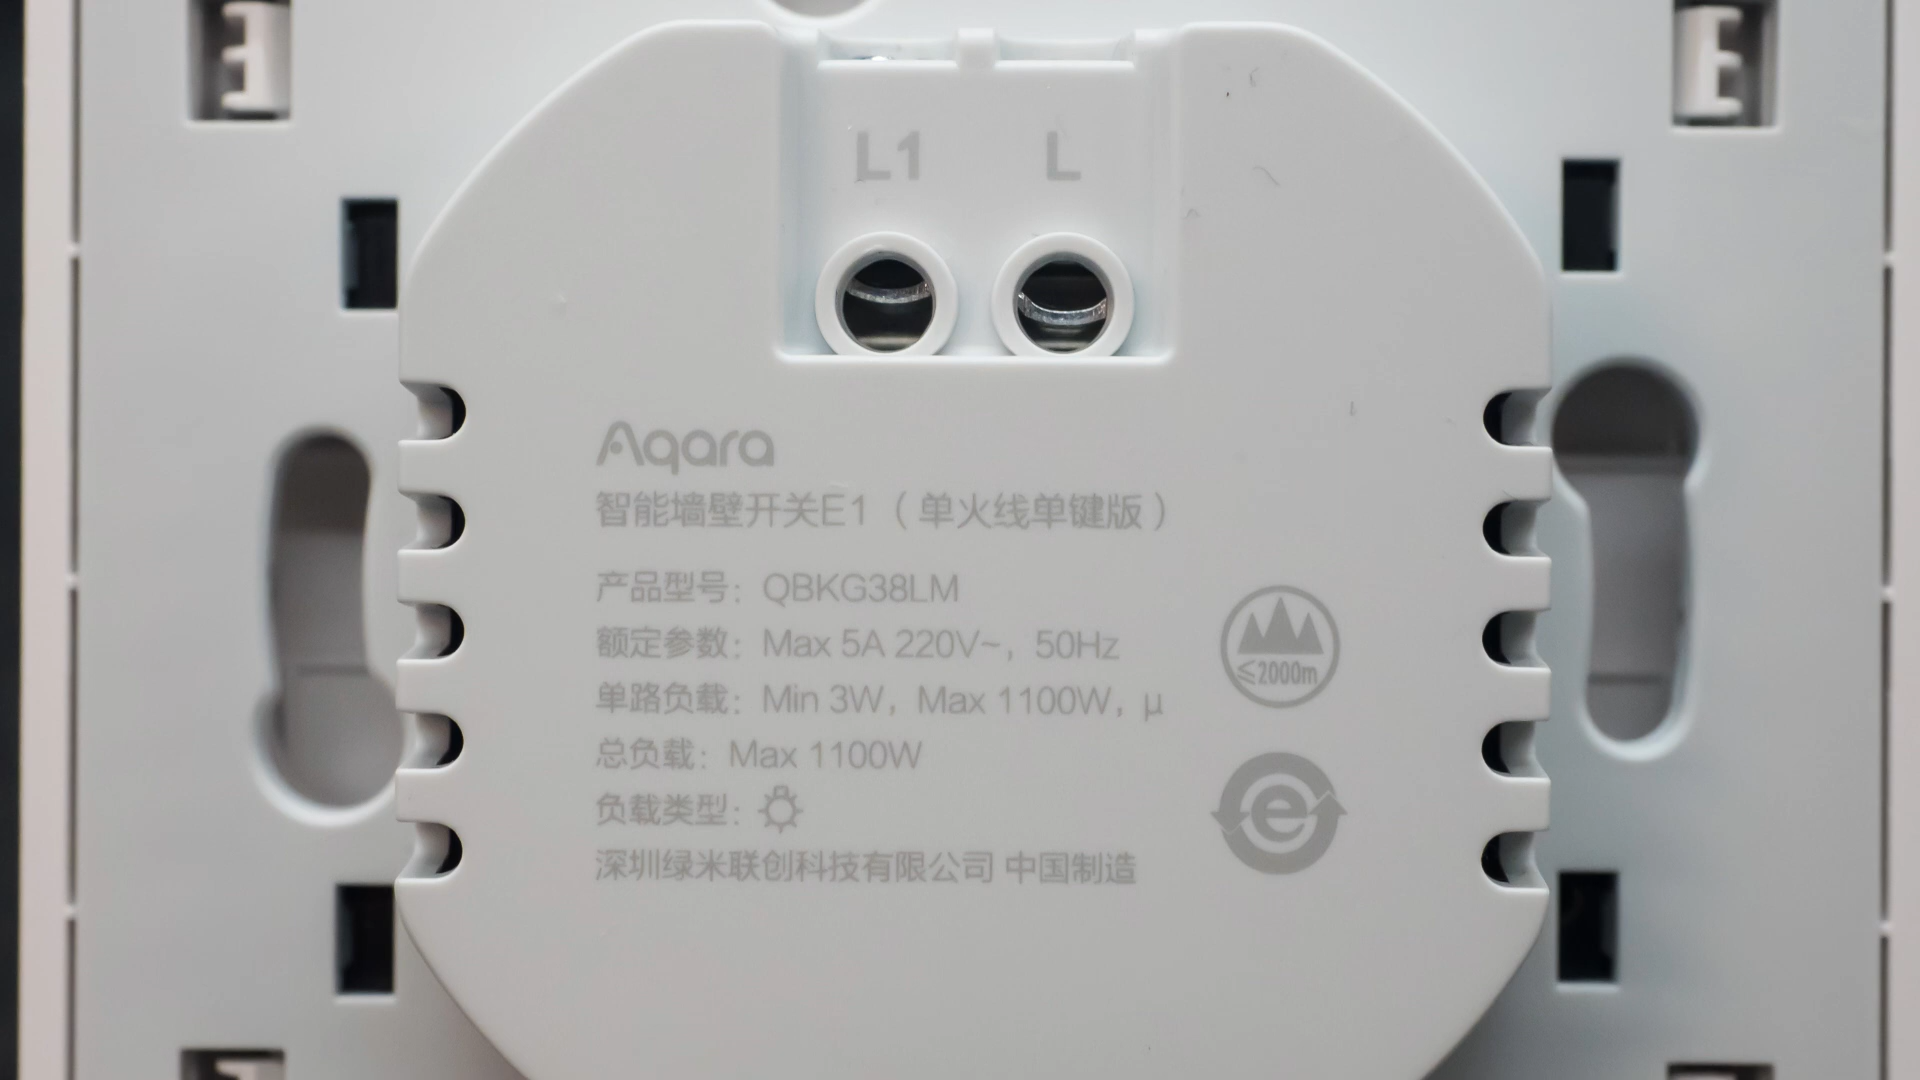 L1 L
Aqara
智能墙壁开关E1（单火线单键版）
产品型号：QBKG38LM
额定参数：Max 5A 220V~，50Hz
单路负载：Min 3W，Max 1100W，μ
总负载：Max 1100W
负载类型：
深圳绿米联创科技有限公司 中国制造
≤2000m
e